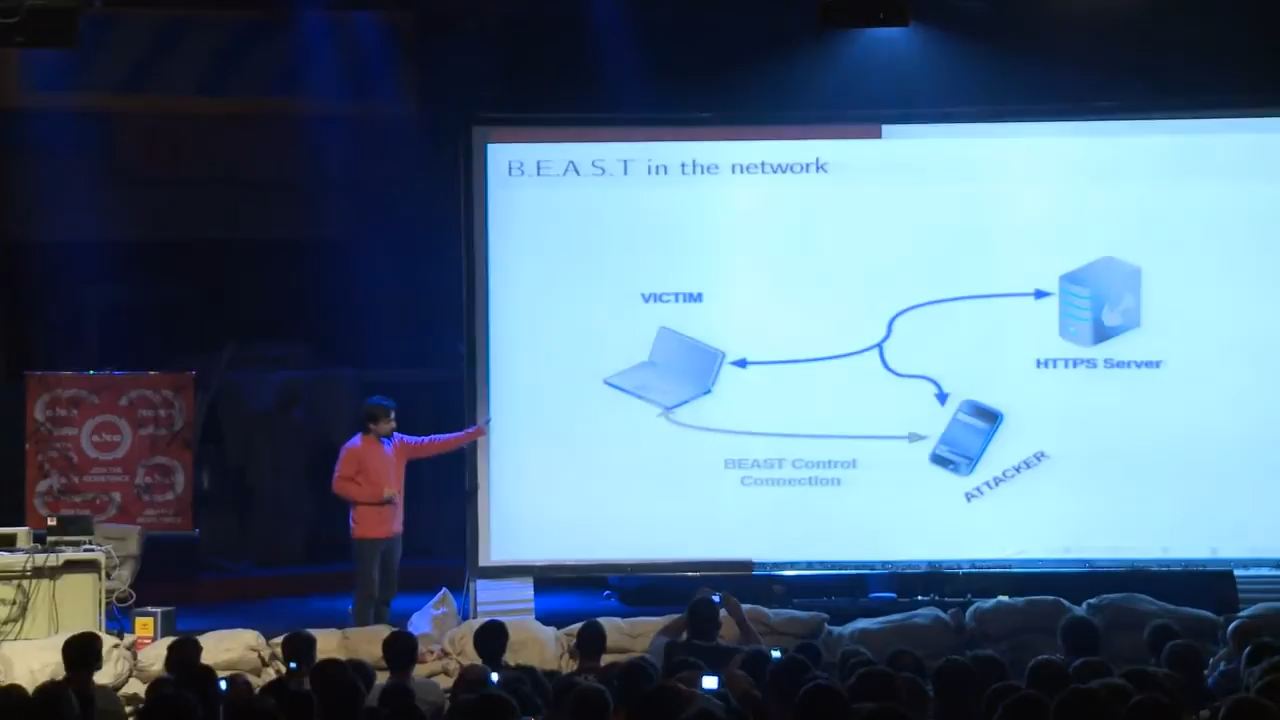 B.E.A.S.T in the network
VICTIM
HTTPS Server
BEAST Control
Connection
ATTACKER